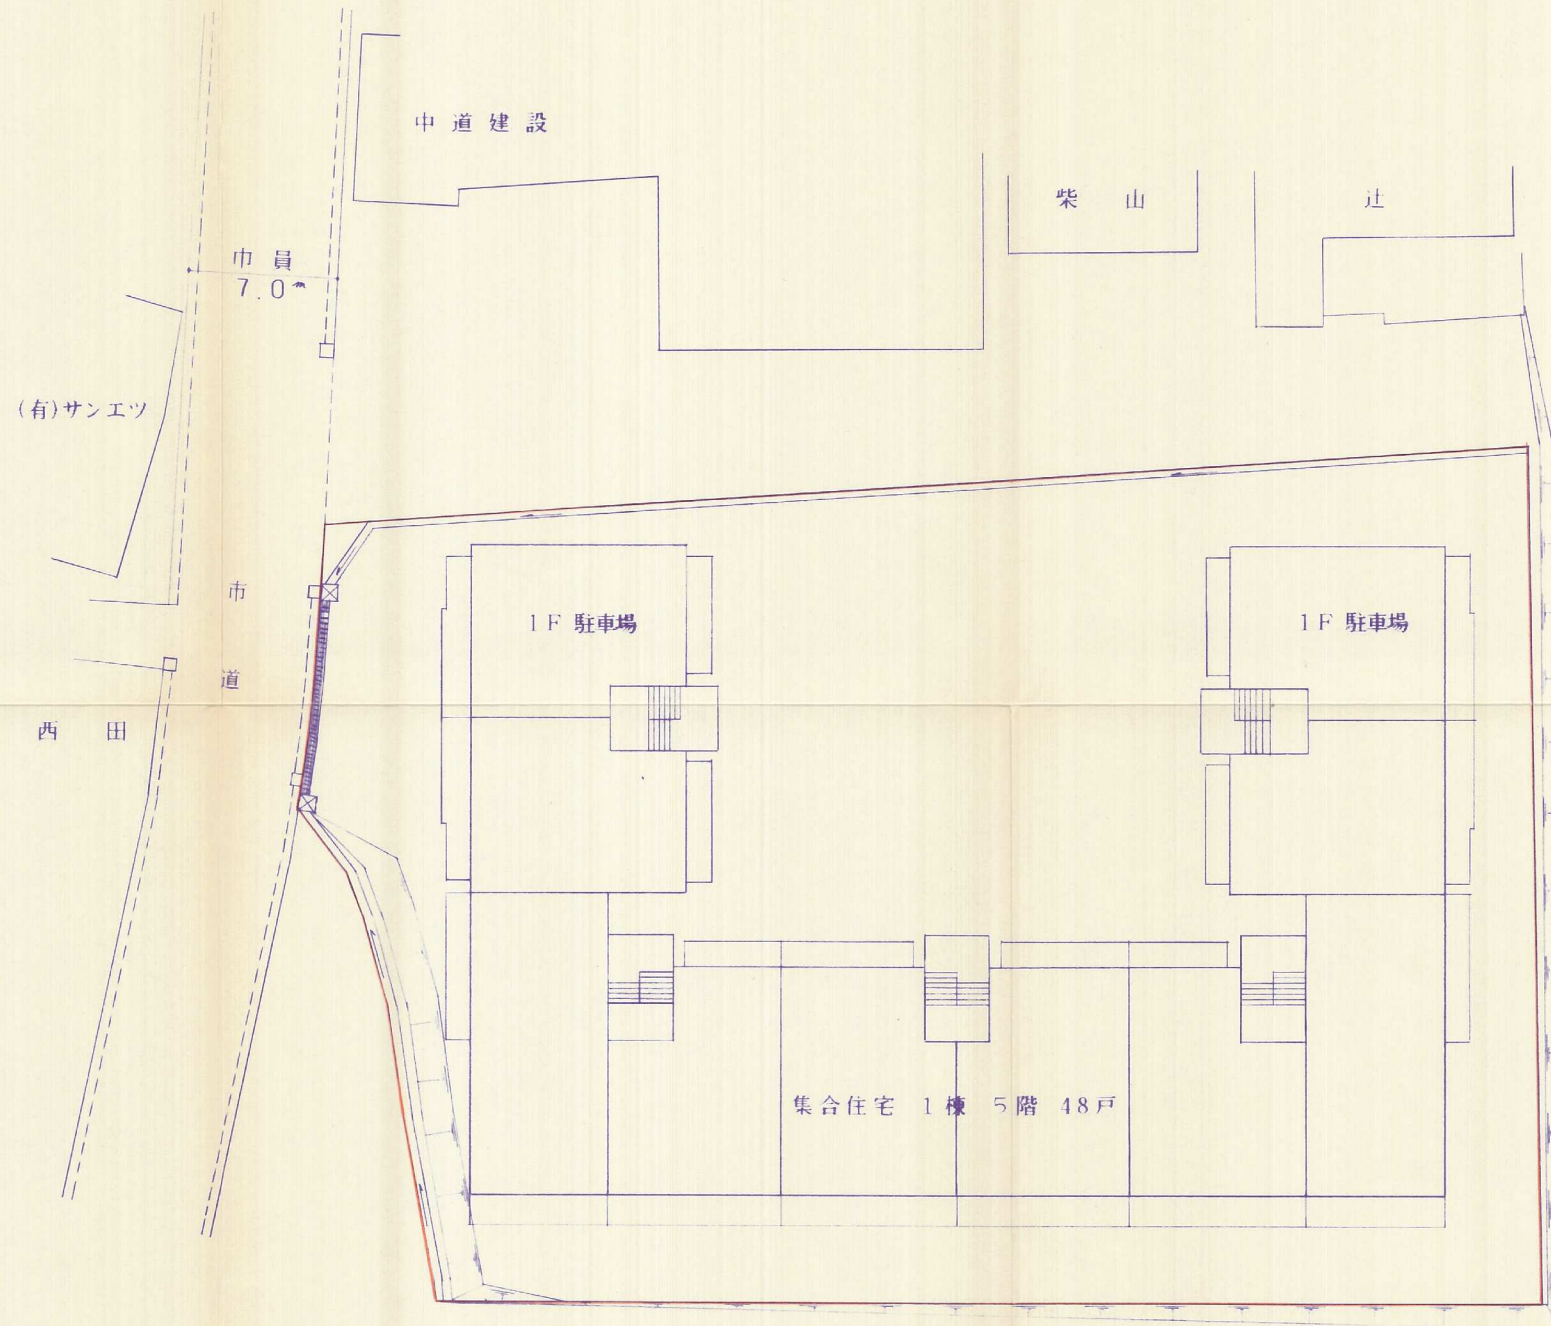 中道建設
柴山
辻
巾員
7.0m
(有)サンエツ
市道
1F 駐車場
1F 駐車場
西田
集合住宅 1棟 5階 48戸